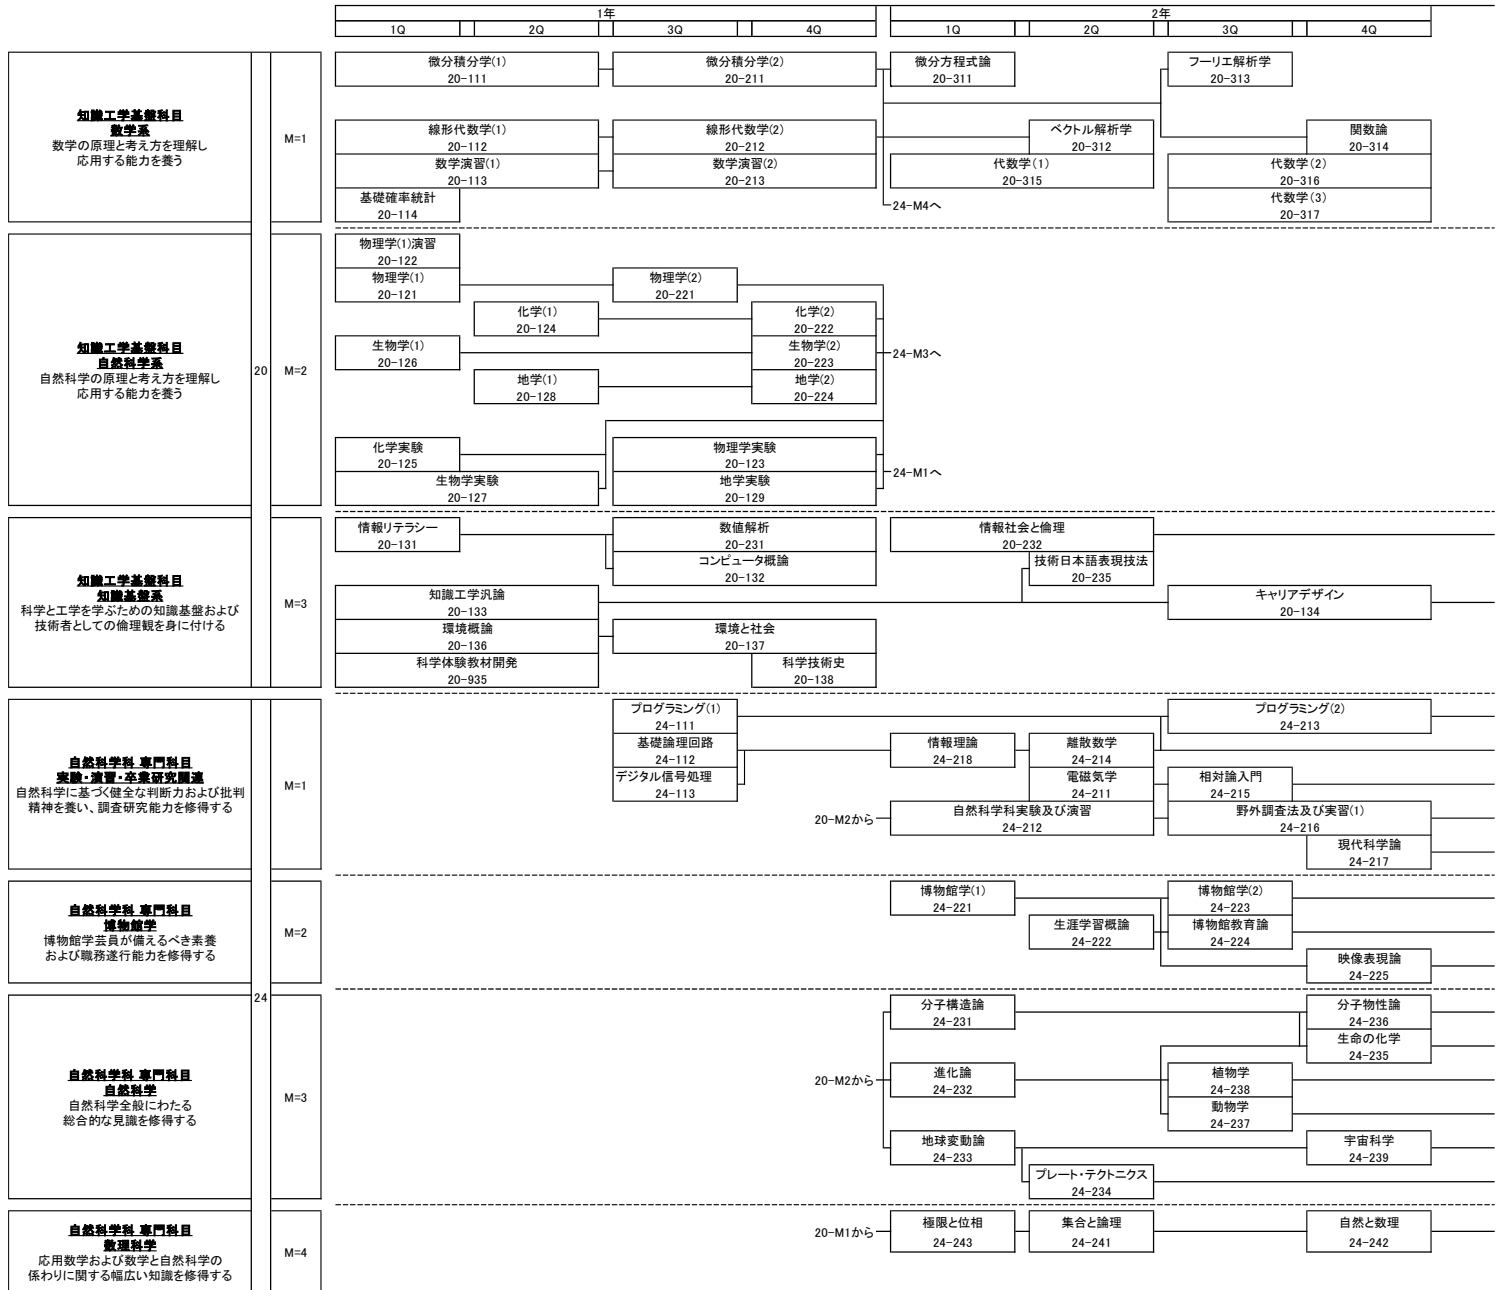 1年 2年
1Q 2Q 3Q 4Q 1Q 2Q 3Q 4Q
知識工学基盤科目
数学系
数学の原理と考え方を理解し
応用する能力を養う
M=1
微分積分学(1)
20-111
微分積分学(2)
20-211
微分方程式論
20-311
フーリエ解析学
20-313
線形代数学(1)
20-112
線形代数学(2)
20-212
ベクトル解析学
20-312
関数論
20-314
数学演習(1)
20-113
数学演習(2)
20-213
代数学(1)
20-315
代数学(2)
20-316
基礎確率統計
20-114
24-M4へ
代数学(3)
20-317
知識工学基盤科目
自然科学系
自然科学の原理と考え方を理解し
応用する能力を養う
20
M=2
物理学(1)演習
20-122
物理学(1)
20-121
物理学(2)
20-221
化学(1)
20-124
化学(2)
20-222
生物学(1)
20-126
生物学(2)
20-223
24-M3へ
地学(1)
20-128
地学(2)
20-224
化学実験
20-125
物理学実験
20-123
24-M1へ
生物学実験
20-127
地学実験
20-129
知識工学基盤科目
知識基盤系
科学と工学を学ぶための知識基盤および
技術者としての倫理観を身に付ける
M=3
情報リテラシー
20-131
数値解析
20-231
情報社会と倫理
20-232
コンピュータ概論
20-132
技術日本語表現技法
20-235
知識工学汎論
20-133
キャリアデザイン
20-134
環境概論
20-136
環境と社会
20-137
科学体験教材開発
20-935
科学技術史
20-138
自然科学科 専門科目
実験・演習・卒業研究関連
自然科学に基づく健全な判断力および批判
精神を養い、調査研究能力を修得する
M=1
プログラミング(1)
24-111
プログラミング(2)
24-213
基礎論理回路
24-112
情報理論
24-218
離散数学
24-214
デジタル信号処理
24-113
電磁気学
24-211
相対論入門
24-215
20-M2から
自然科学科実験及び演習
24-212
野外調査法及び実習(1)
24-216
現代科学論
24-217
自然科学科 専門科目
博物館学
博物館学芸員が備えるべき素養
および職務遂行能力を修得する
M=2
博物館学(1)
24-221
博物館学(2)
24-223
生涯学習概論
24-222
博物館教育論
24-224
映像表現論
24-225
24
自然科学科 専門科目
自然科学
自然科学全般にわたる
総合的な見識を修得する
M=3
分子構造論
24-231
分子物性論
24-236
生命の化学
24-235
20-M2から
進化論
24-232
植物学
24-238
動物学
24-237
地球変動論
24-233
宇宙科学
24-239
プレート・テクトニクス
24-234
自然科学科 専門科目
数理科学
応用数学および数学と自然科学の
係わりに関する幅広い知識を修得する
M=4
20-M1から
極限と位相
24-243
集合と論理
24-241
自然と数理
24-242